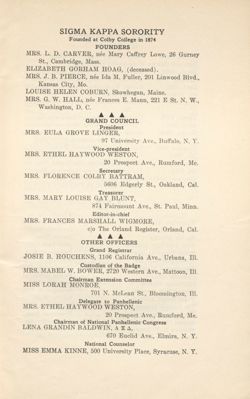 SIGMA KAPPA SORORITY
Founded at Colby College in 1874
FOUNDERS
MRS. L. D. CARVER, née Mary Caffrey Lowe, 26 Gurney
St., Cambridge, Mass.
ELIZABETH GORHAM HOAG, (deceased).
MRS. J. B. PIERCE, née Ida M. Fuller, 201 Linwood Blvd.,
Kansas City, Mo.
LOUISE HELEN COBURN, Skowhegan, Maine.
MRS. G. W. HALL, née Frances E. Mann, 221 E St. N. W.,
Washington, D. C.
▲ ▲ ▲
GRAND COUNCIL
President
MRS. EULA GROVE LINGER,
97 University Ave., Buffalo, N. Y.
Vice-president
MRS. ETHEL HAYWARD WESTON,
20 Prospect Ave., Rumford, Me.
Secretary
MRS. FLORENCE COLBY BATTRAM,
5606 Edgerly St., Oakland, Cal.
Treasurer
MRS. MARY LOUISE GAY BLUNT,
874 Fairmount Ave., St. Paul, Minn.
Editor-in-chief
MRS. FRANCES MARSHALL WIGMORE,
c/o The Orland Register, Orland, Cal.
▲ ▲ ▲
OTHER OFFICERS
Grand Registrar
JOSIE B. HOUCHENS, 1106 California Ave., Urbana, Ill.
Custodian of the Badge
MRS. MABEL W. BOWER, 2720 Western Ave., Mattoon, Ill.
Chairman Extension Committee
MISS LORAH MONROE,
701 N. McLean St., Bloomington, Ill.
Delegate to Panhellenic
MRS. ETHEL HAYWOOD WESTON,
20 Prospect Ave., Rumford, Me.
Chairman of National Panhellenic Congress
LENA GRANDIN BALDWIN, Α Ξ Δ,
670 Euclid Ave., Elmira, N. Y.
National Counselor
MISS EMMA KINNE, 500 University Place, Syracuse, N. Y.